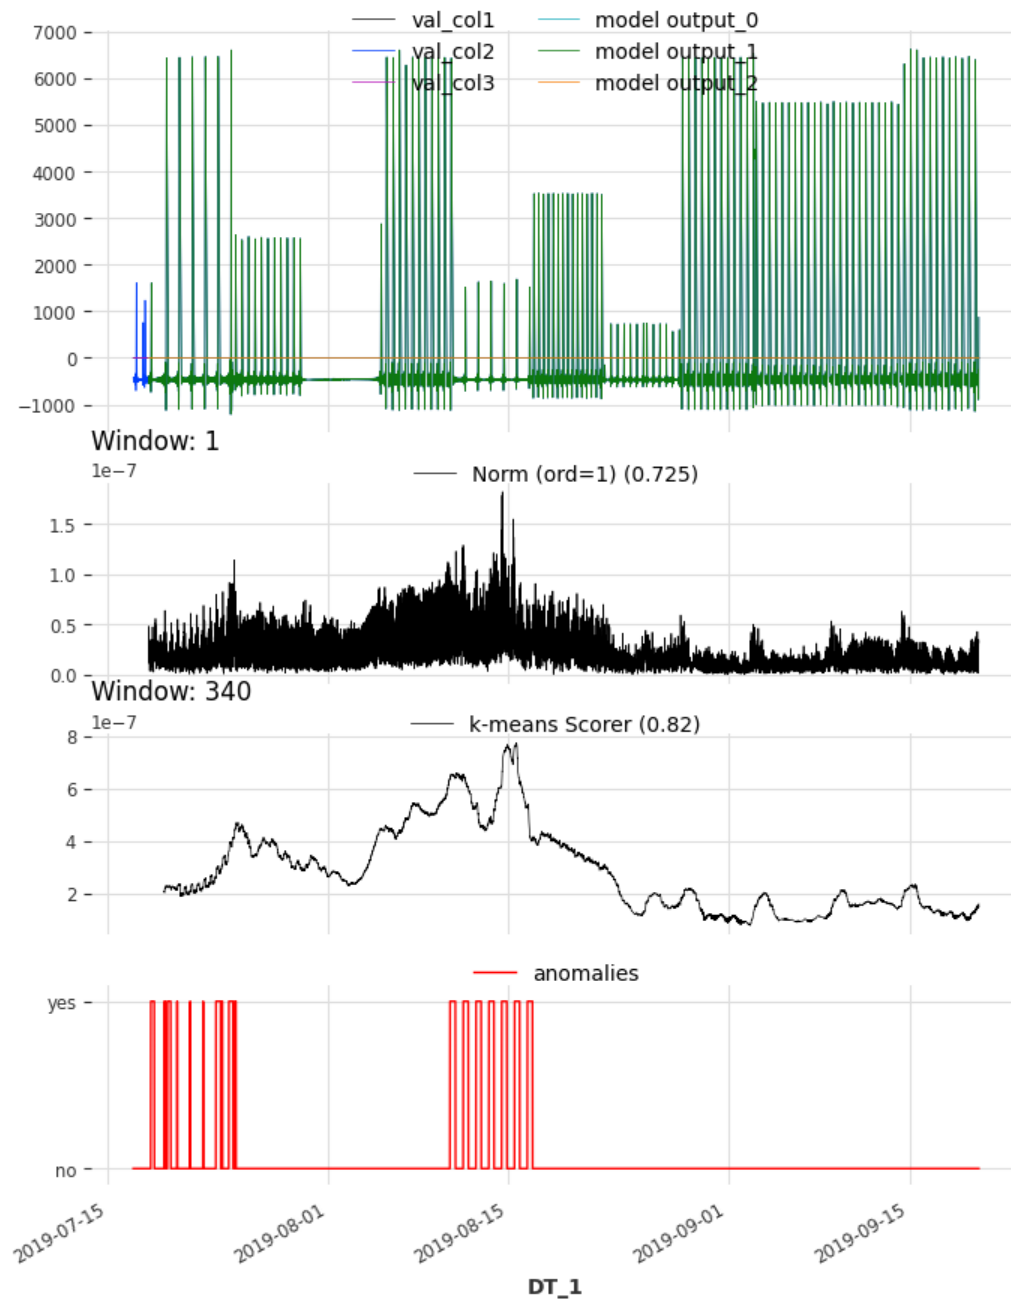 val_col1 model output_0
val_col2 model output_1
val_col3 model output_2
7000
6000
5000
4000
3000
2000
1000
0
−1000
Window: 1
1e−7
Norm (ord=1) (0.725)
1.5
1.0
0.5
0.0
Window: 340
1e−7
k-means Scorer (0.82)
8
6
4
2
anomalies
yes
no
2019-07-15 2019-08-01 2019-08-15 2019-09-01 2019-09-15
DT_1